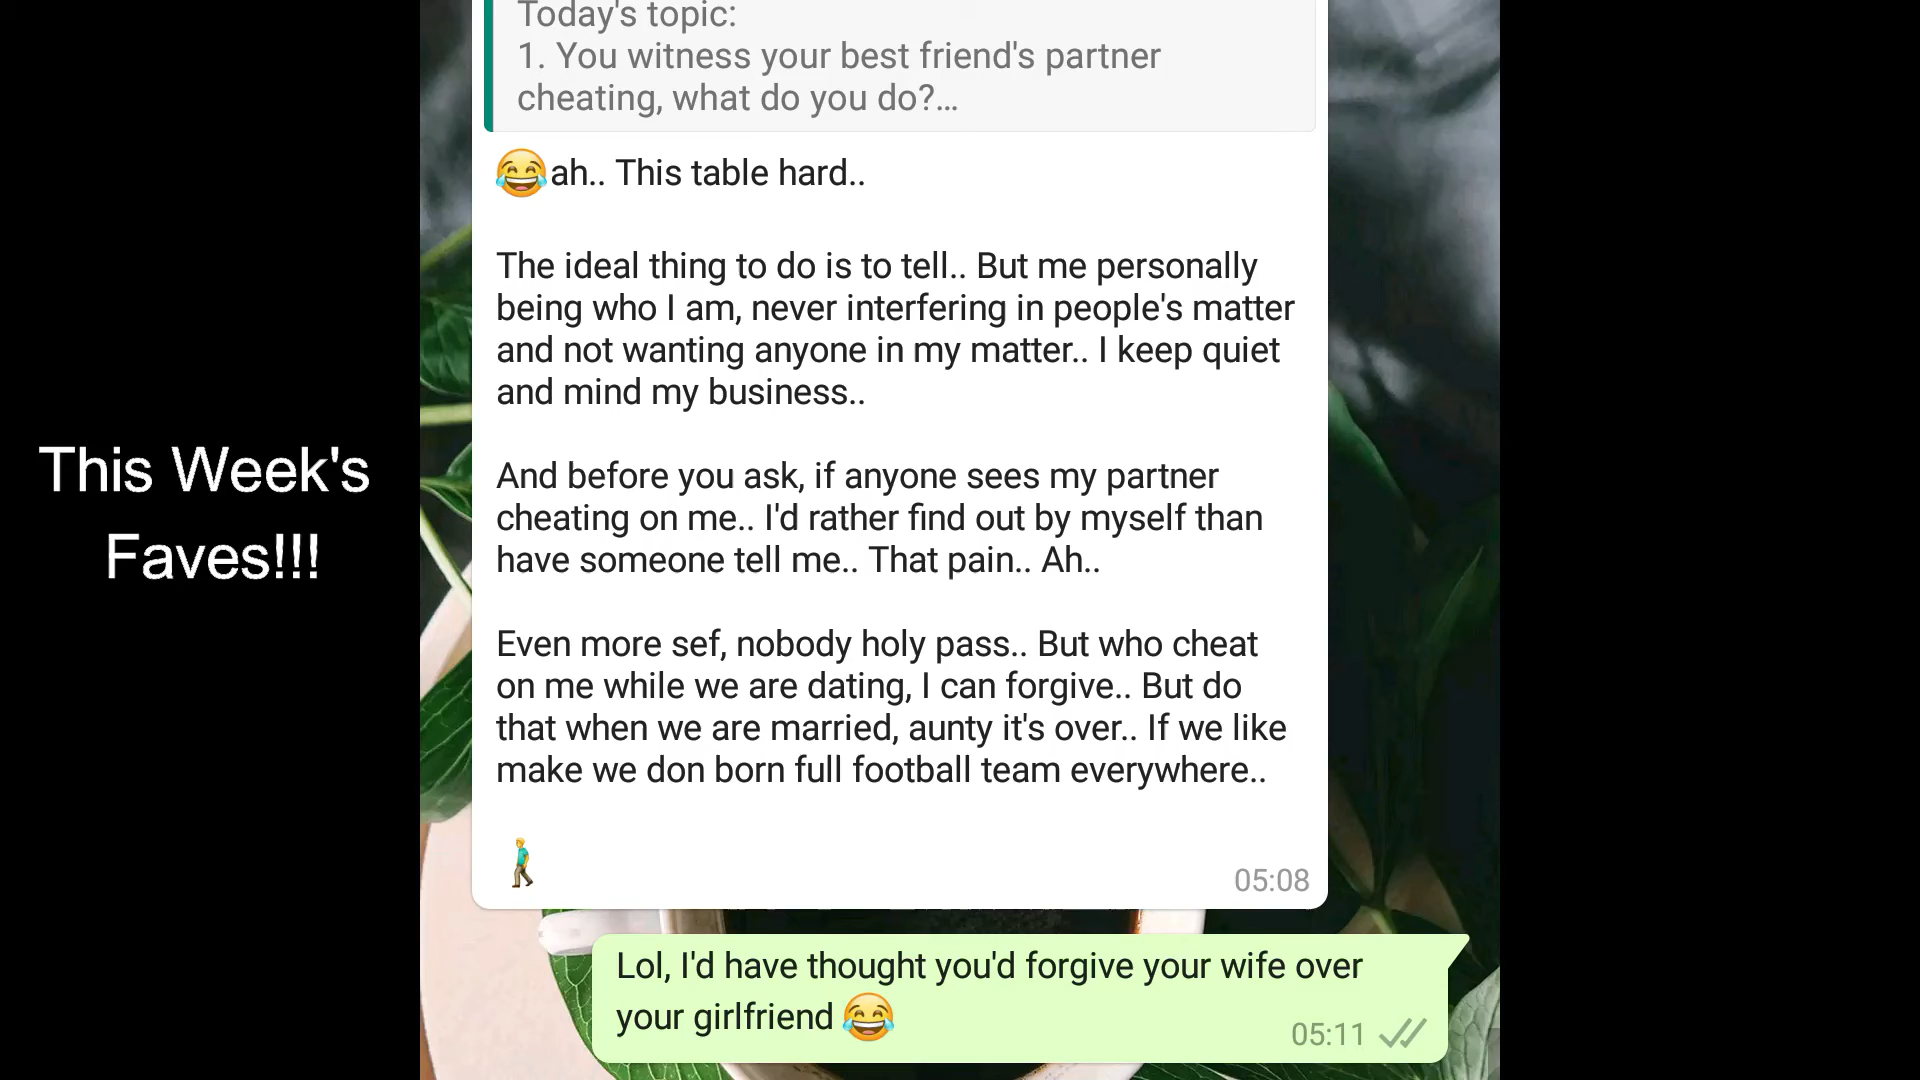 Today's topic:
1. You witness your best friend's partner
cheating, what do you do?...
😂ah.. This table hard..
The ideal thing to do is to tell.. But me personally
being who I am, never interfering in people's matter
and not wanting anyone in my matter.. I keep quiet
and mind my business..
And before you ask, if anyone sees my partner
cheating on me.. I'd rather find out by myself than
have someone tell me.. That pain.. Ah..
Even more sef, nobody holy pass.. But who cheat
on me while we are dating, I can forgive.. But do
that when we are married, aunty it's over.. If we like
make we don born full football team everywhere..
🚶‍♂️
05:08
Lol, I'd have thought you'd forgive your wife over
your girlfriend 😂
05:11
This Week's
Faves!!!